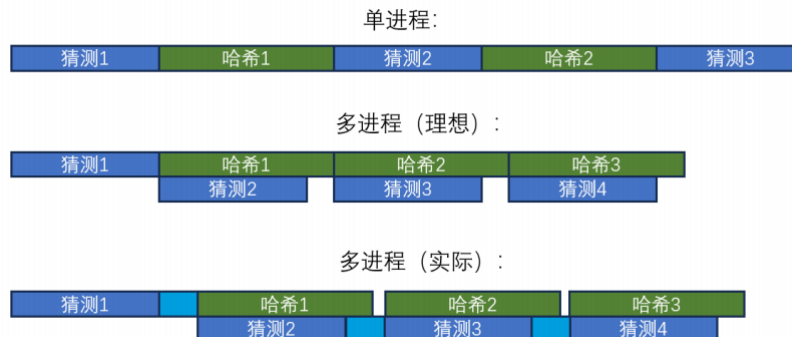 单进程:
猜测1 哈希1 猜测2 哈希2 猜测3
多进程（理想）:
猜测1 哈希1 哈希2 哈希3
猜测2 猜测3 猜测4
多进程（实际）:
猜测1 哈希1 哈希2 哈希3
猜测2 猜测3 猜测4